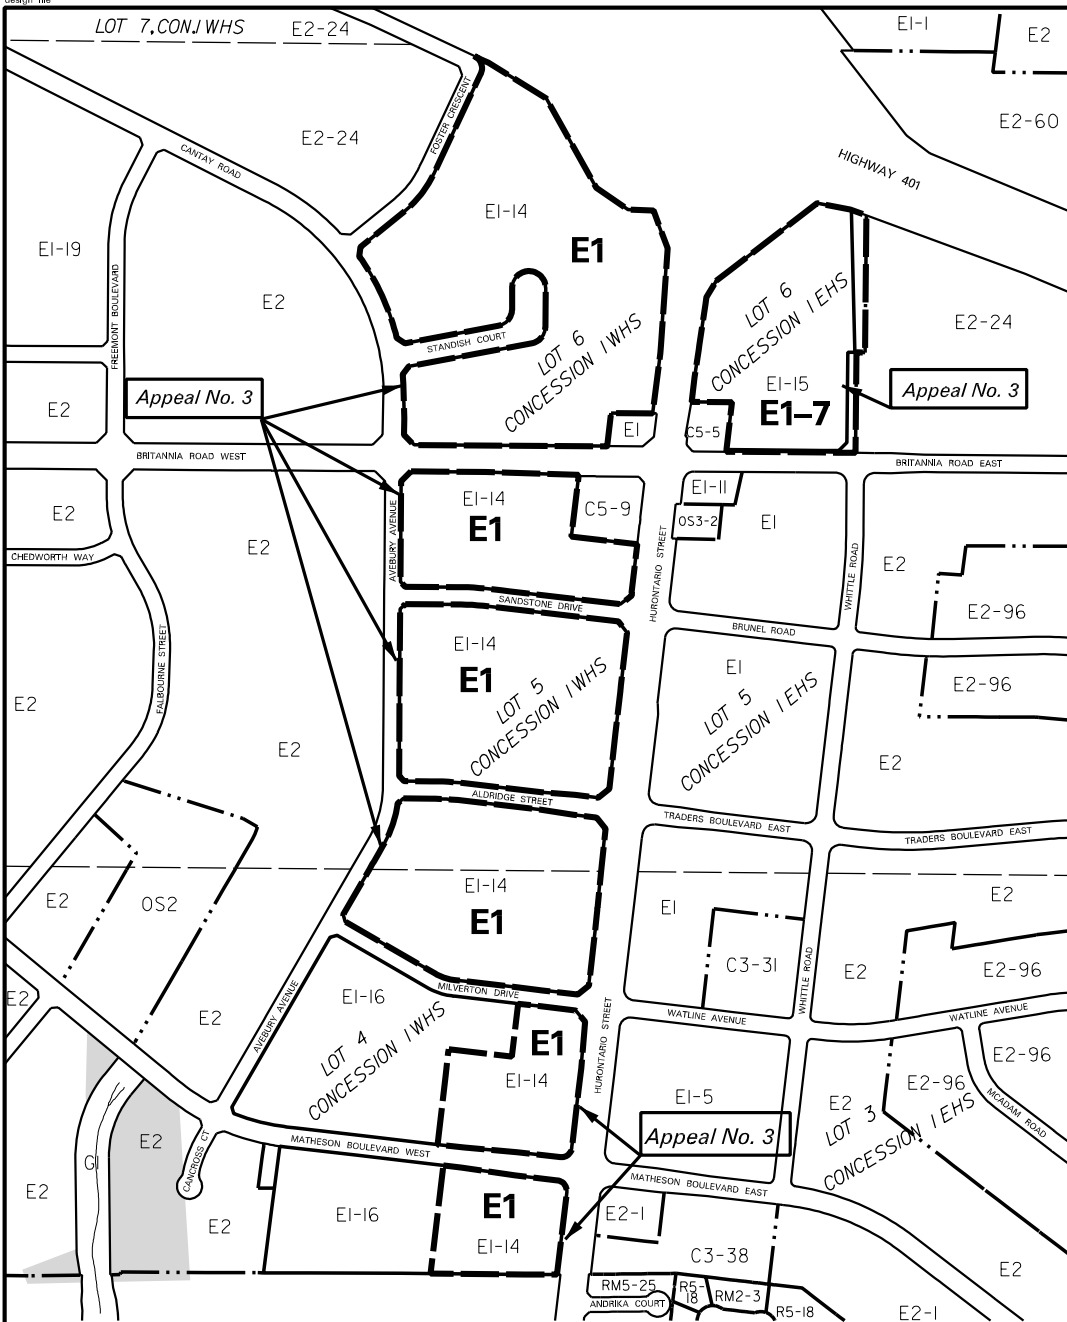 design file
LOT 7, CON.1 WHS
E2-24
E1-1
E2
E2-60
HIGHWAY 401
FOSTER CRESCENT
E2-24
CANTAY ROAD
E1-14
E1
E1-19
FREEMONT BOULEVARD
E2
STANDISH COURT
LOT 6
CONCESSION 1 WHS
LOT 6
CONCESSION 1 EHS
E2-24
E1-15
E1-7
Appeal No. 3
Appeal No. 3
E2
E1
C5-5
BRITANNIA ROAD WEST
BRITANNIA ROAD EAST
E2
CHEDWORTH WAY
E2
AVEBURY AVENUE
E1-14
E1
C5-9
E1-11
OS3-2
E1
HURONTARIO STREET
WHITTLE ROAD
E2
E2-96
SANDSTONE DRIVE
BRUNEL ROAD
FALBOURNE STREET
E1-14
E1
LOT 5
CONCESSION 1 WHS
E1
LOT 5
CONCESSION 1 EHS
E2-96
E2
E2
E2
ALDRIDGE STREET
TRADERS BOULEVARD EAST
TRADERS BOULEVARD EAST
E2
OS2
E1-14
E1
E1
C3-31
WHITTLE ROAD
E2
E2
E2-96
E2
E2
AVEBURY AVENUE
MILVERTON DRIVE
E1-16
LOT 4
CONCESSION 1 WHS
E1
E1-14
HURONTARIO STREET
WATLINE AVENUE
WATLINE AVENUE
E2-96
E1-5
E2
E2-96
MCADAM ROAD
LOT 3
CONCESSION 1 EHS
Appeal No. 3
E2
G1
E2
CANCROSS CT
MATHESON BOULEVARD WEST
MATHESON BOULEVARD EAST
E2
E1-16
E1
E1-14
E2-1
C3-38
E2
RM5-25
R5-
18
RM2-3
R5-18
ANDRIKA COURT
E2-1